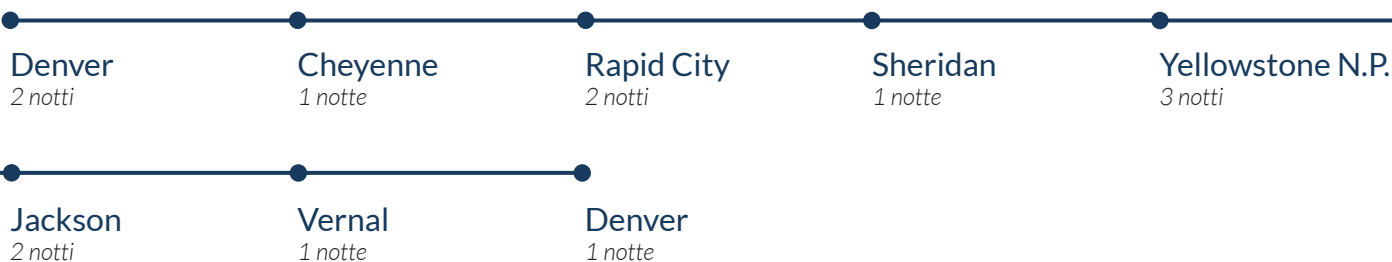 Denver
2 notti
Cheyenne
1 notte
Rapid City
2 notti
Sheridan
1 notte
Yellowstone N.P.
3 notti
Jackson
2 notti
Vernal
1 notte
Denver
1 notte